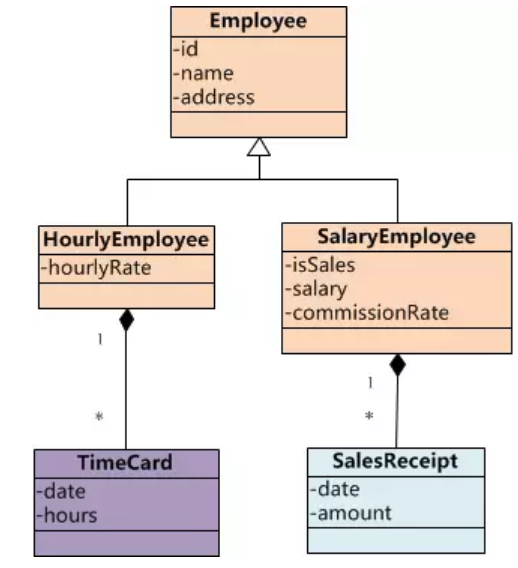 Employee
-id
-name
-address
HourlyEmployee
-hourlyRate
SalaryEmployee
-isSales
-salary
-commissionRate
1
*
1
*
TimeCard
-date
-hours
SalesReceipt
-date
-amount